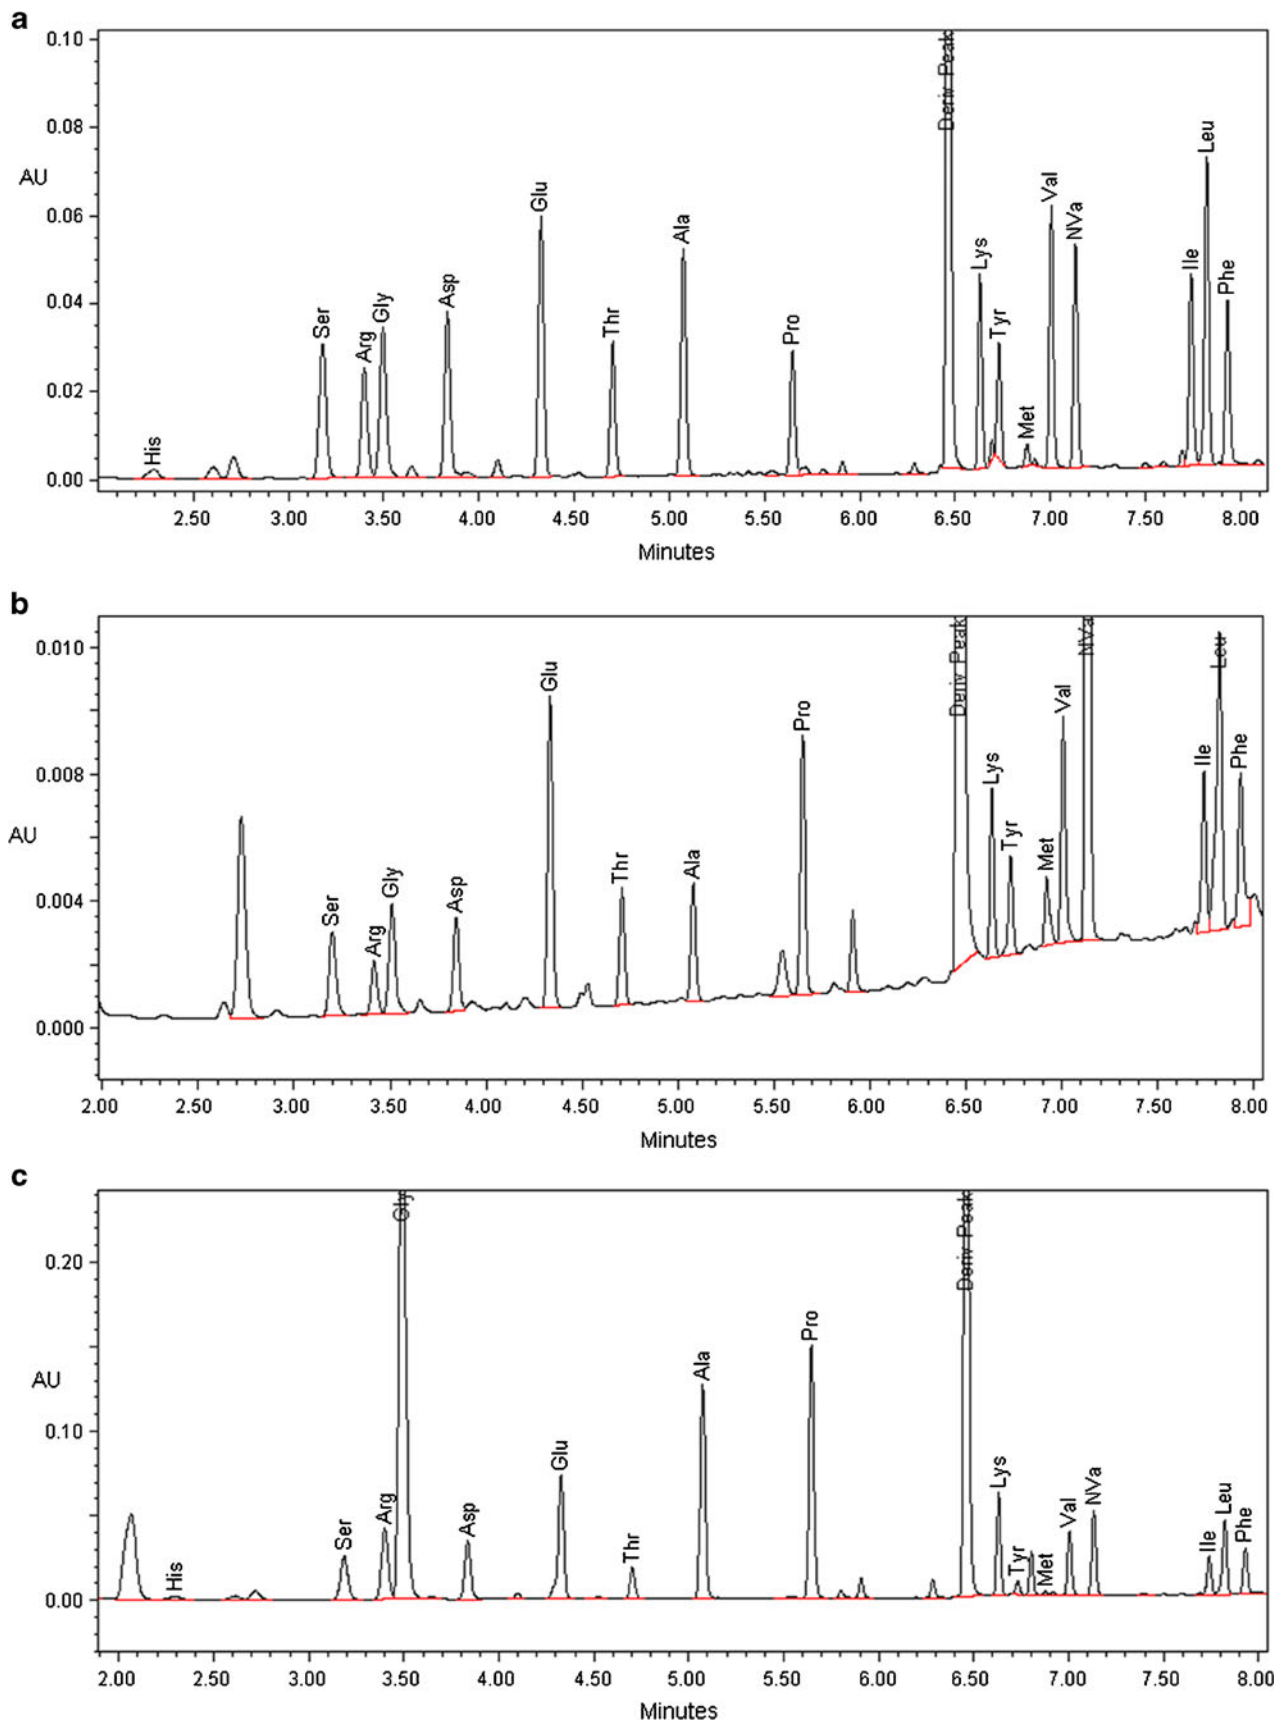 a
0.10
0.08
0.06
0.04
0.02
0.00
AU
His
Ser
Arg
Gly
Asp
Glu
Thr
Ala
Pro
Deriv Peak
Lys
Tyr
Met
Val
NVa
Ile
Leu
Phe
2.50 3.00 3.50 4.00 4.50 5.00 5.50 6.00 6.50 7.00 7.50 8.00
Minutes
b
0.010
0.008
0.006
0.004
0.002
0.000
AU
Ser
Arg
Gly
Asp
Glu
Thr
Ala
Pro
Deriv Peak
Lys
Tyr
Met
Val
NVa
Ile
Leu
Phe
2.00 2.50 3.00 3.50 4.00 4.50 5.00 5.50 6.00 6.50 7.00 7.50 8.00
Minutes
c
0.20
0.10
0.00
AU
His
Ser
Arg
Gly
Asp
Glu
Thr
Ala
Pro
Deriv Peak
Lys
Tyr
Met
Val
NVa
Ile
Leu
Phe
2.00 2.50 3.00 3.50 4.00 4.50 5.00 5.50 6.00 6.50 7.00 7.50 8.00
Minutes